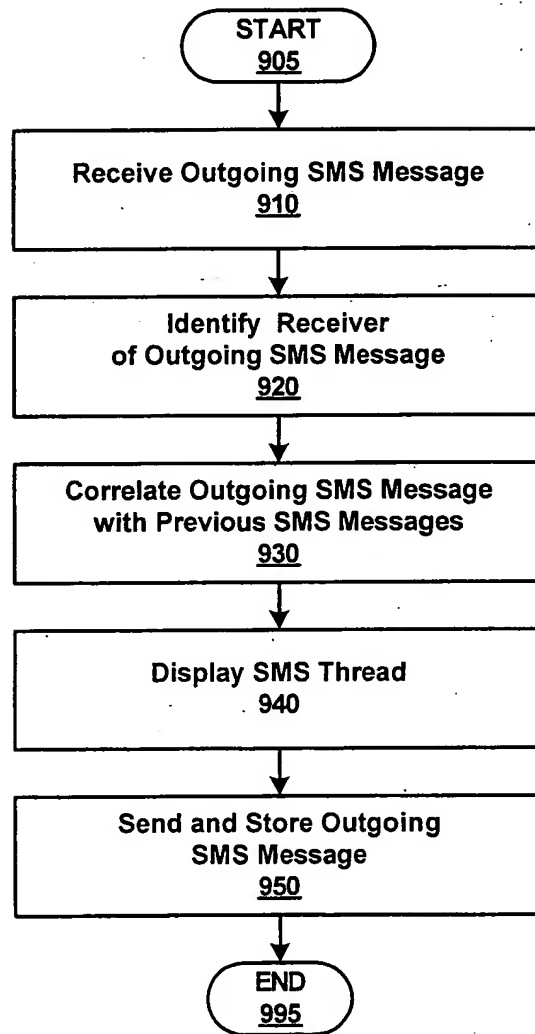 START
905
Receive Outgoing SMS Message
910
Identify Receiver
of Outgoing SMS Message
920
Correlate Outgoing SMS Message
with Previous SMS Messages
930
Display SMS Thread
940
Send and Store Outgoing
SMS Message
950
END
995